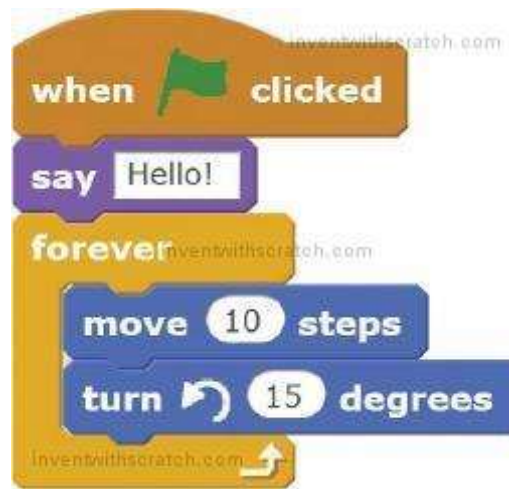 inventwithscratch.com
when clicked
say Hello!
forever
inventwithscratch.com
move 10 steps
turn 15 degrees
inventwithscratch.com